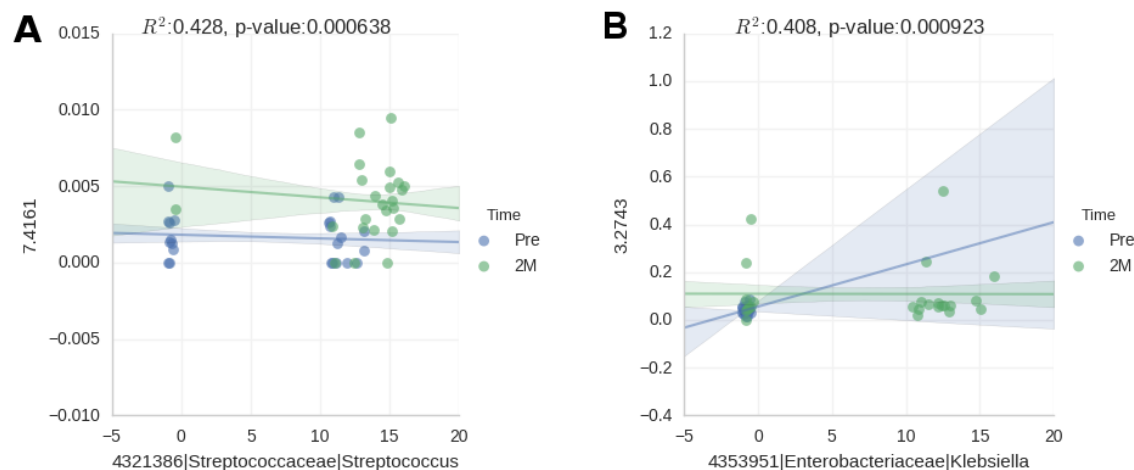 A
R²:0.428, p-value:0.000638
0.015
0.010
0.005
0.000
−0.005
−0.010
7.4161
−5 0 5 10 15 20
4321386|Streptococcaceae|Streptococcus
Time
Pre
2M
B
R²:0.408, p-value:0.000923
1.2
1.0
0.8
0.6
0.4
0.2
0.0
−0.2
−0.4
3.2743
−5 0 5 10 15 20
4353951|Enterobacteriaceae|Klebsiella
Time
Pre
2M